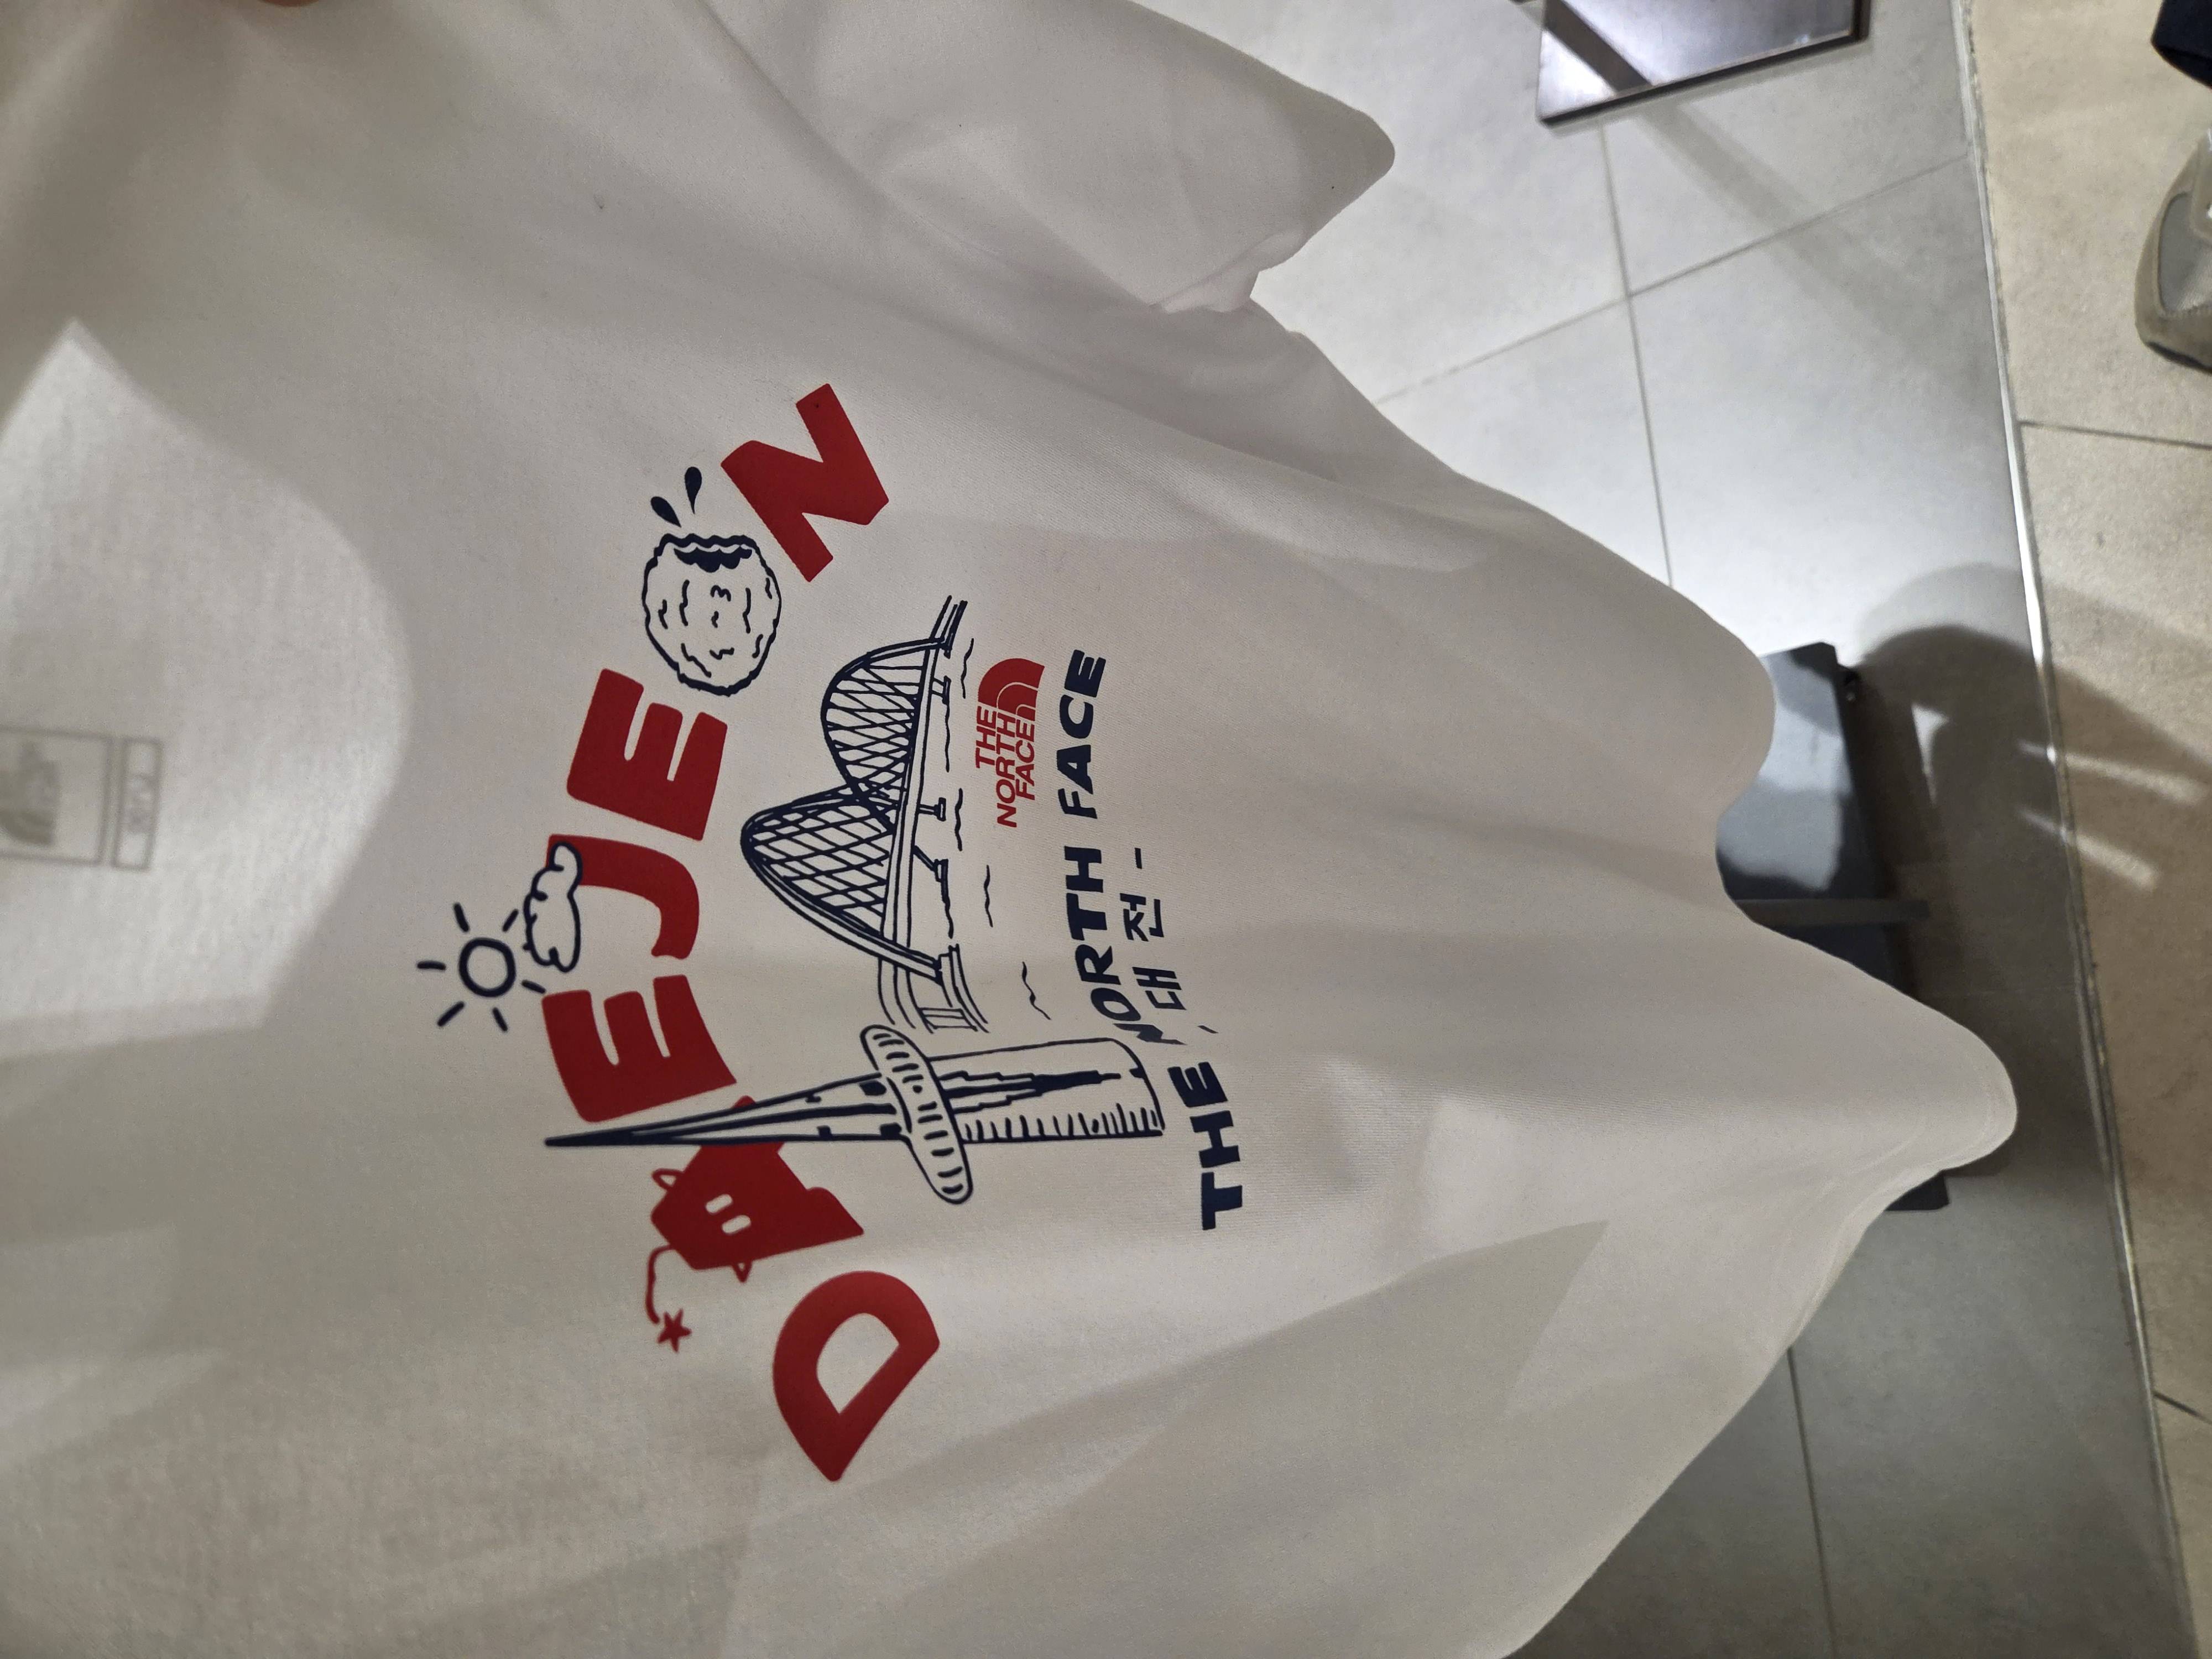 DAEJEON
THE
NORTH
FACE
THE NORTH FACE
- 대전 -